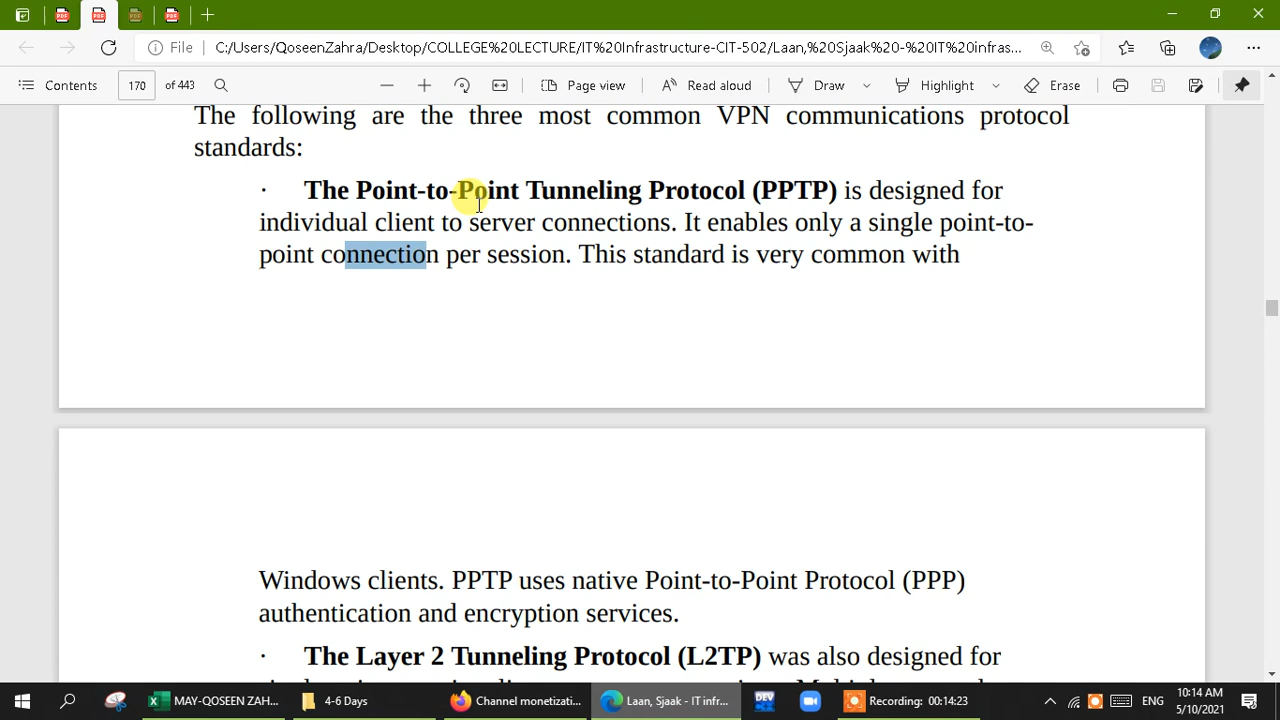 File
C:/Users/QoseenZahra/Desktop/COLLEGE%20LECTURE/IT%20Infrastructure-CIT-502/Laan,%20Sjaak%20-%20IT%20infras...
Contents
170
of 443
Page view
Read aloud
Draw
Highlight
Erase
The following are the three most common VPN communications protocol
standards:
· The Point-to-Point Tunneling Protocol (PPTP) is designed for
individual client to server connections. It enables only a single point-to-
point connection per session. This standard is very common with
Windows clients. PPTP uses native Point-to-Point Protocol (PPP)
authentication and encryption services.
· The Layer 2 Tunneling Protocol (L2TP) was also designed for
MAY-QOSEEN ZAH...
4-6 Days
Channel monetizati...
Laan, Sjaak - IT infr...
DEV
Recording: 00:14:23
ENG
10:14 AM
5/10/2021